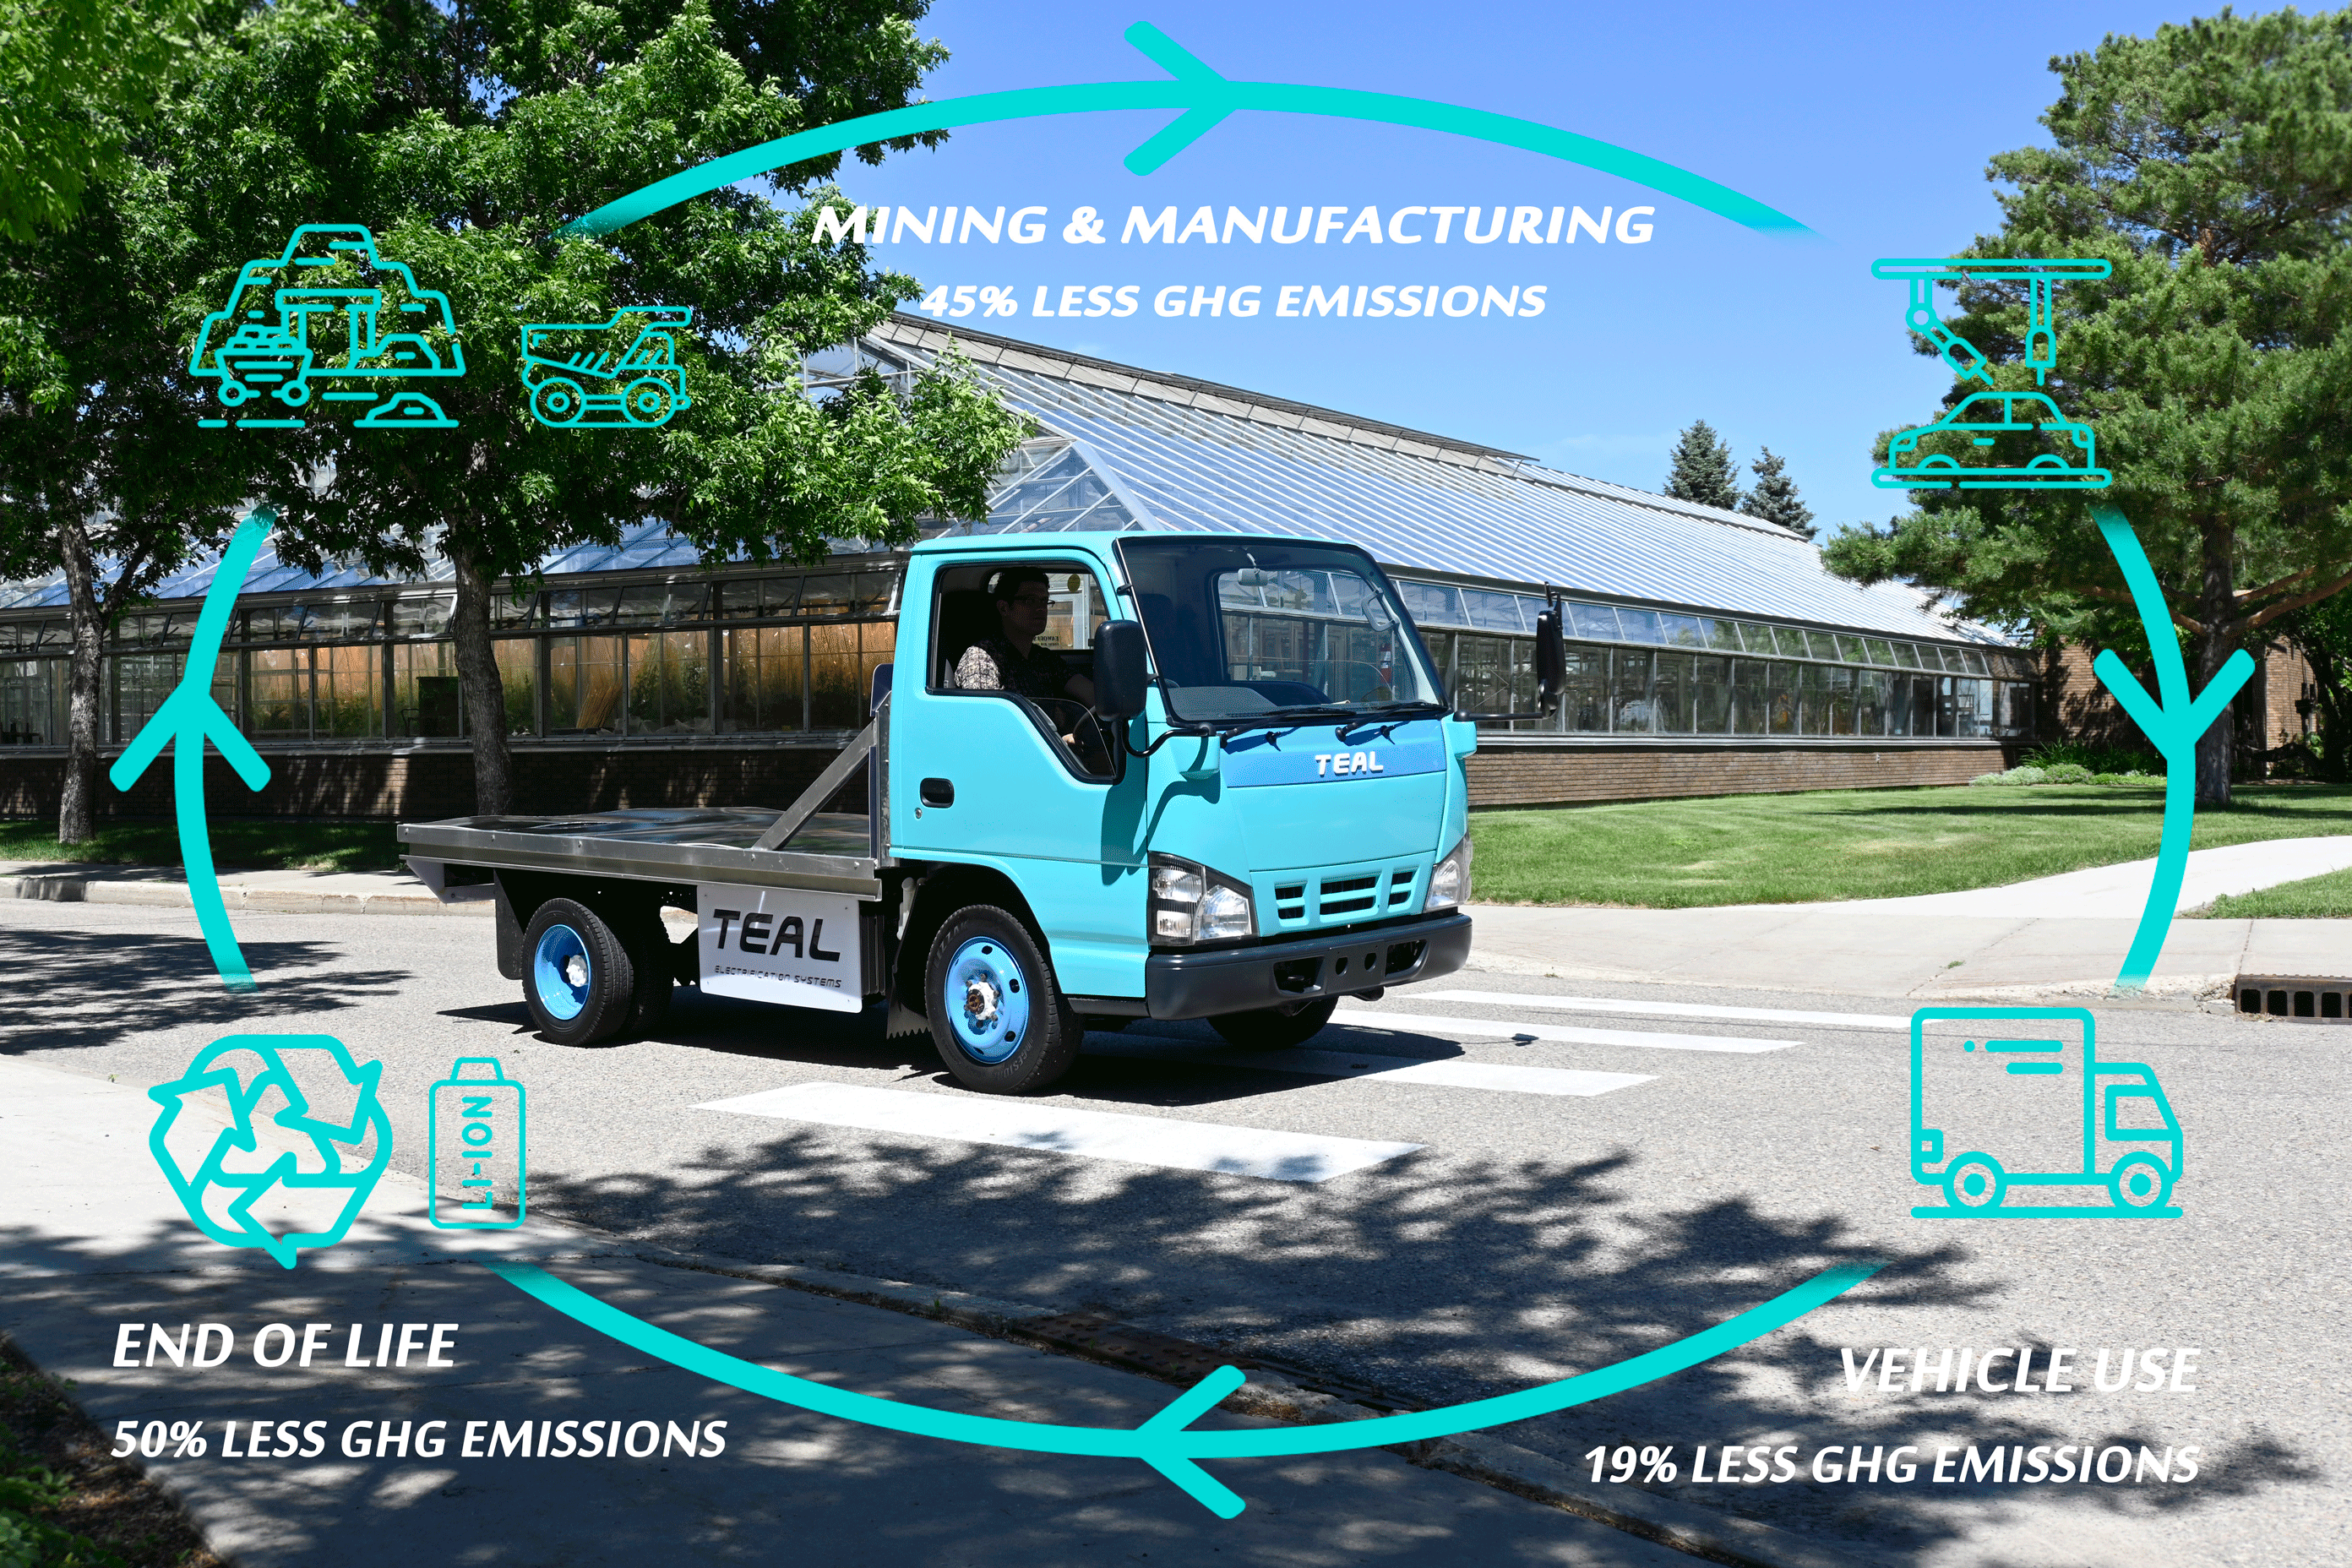 MINING & MANUFACTURING
45% LESS GHG EMISSIONS
TEAL
TEAL
ELECTRIFICATION SYSTEMS
LI-ION
END OF LIFE
50% LESS GHG EMISSIONS
VEHICLE USE
19% LESS GHG EMISSIONS